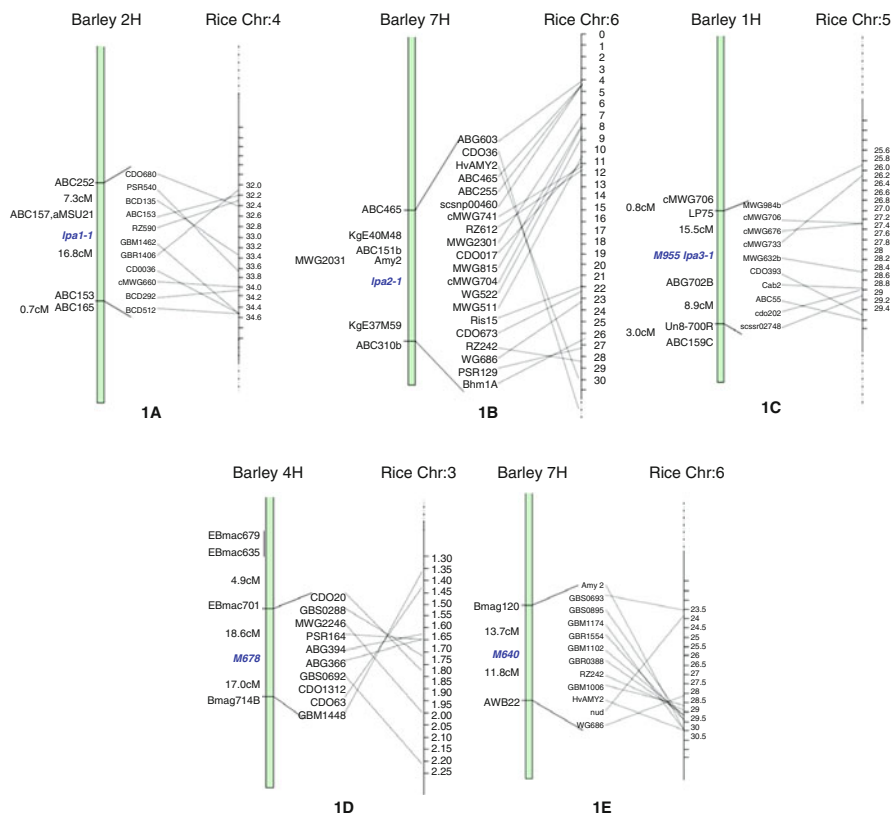 Barley 2H
Rice Chr:4
ABC252
7.3cM
ABC157,aMSU21
lpa1-1
16.8cM
ABC153
0.7cM
ABC165
CDO680
PSR540
BCD135
ABC153
RZ590
GBM1462
GBR1406
CD0036
cMWG660
BCD292
BCD512
32.0
32.2
32.4
32.6
32.8
33.0
33.2
33.4
33.6
33.8
34.0
34.2
34.4
34.6
1A
Barley 7H
Rice Chr:6
ABC465
KgE40M48
ABC151b
MWG2031
Amy2
lpa2-1
KgE37M59
ABC310b
ABG603
CDO36
HvAMY2
ABC465
ABC255
scsnp00460
cMWG741
RZ612
MWG2301
CDO017
MWG815
cMWG704
WG522
MWG511
Ris15
CDO673
RZ242
WG686
PSR129
Bhm1A
0
1
2
3
4
5
6
7
8
9
10
11
12
13
14
15
16
17
18
19
20
21
22
23
24
25
26
27
28
29
30
1B
Barley 1H
Rice Chr:5
cMWG706
0.8cM
LP75
15.5cM
M955 lpa3-1
ABG702B
8.9cM
Un8-700R
3.0cM
ABC159C
MWG984b
cMWG706
cMWG676
cMWG733
MWG632b
CDO393
Cab2
ABC55
cdo202
scssr02748
25.6
25.8
26.0
26.2
26.4
26.6
26.8
27.0
27.2
27.4
27.6
27.8
28
28.2
28.4
28.6
28.8
29
29.2
29.4
1C
Barley 4H
Rice Chr:3
EBmac679
EBmac635
4.9cM
EBmac701
18.6cM
M678
17.0cM
Bmag714B
CDO20
GBS0288
MWG2246
PSR164
ABG394
ABG366
GBS0692
CDO1312
CDO63
GBM1448
1.30
1.35
1.40
1.45
1.50
1.55
1.60
1.65
1.70
1.75
1.80
1.85
1.90
1.95
2.00
2.05
2.10
2.15
2.20
2.25
1D
Barley 7H
Rice Chr:6
Bmag120
13.7cM
M640
11.8cM
AWB22
Amy 2
GBS0693
GBS0895
GBM1174
GBR1554
GBM1102
GBR0388
RZ242
GBM1006
HvAMY2
nud
WG686
23.5
24
24.5
25
25.5
26
26.5
27
27.5
28
28.5
29
29.5
30
30.5
1E